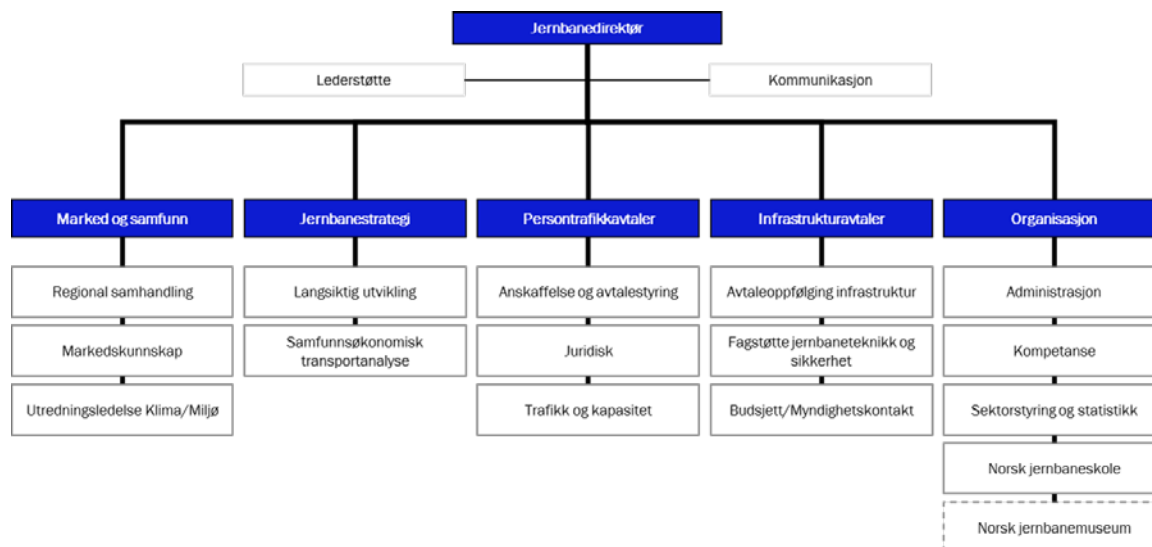 Jernbanedirektør
Lederstøtte
Kommunikasjon
Marked og samfunn
Jernbanestrategi
Persontrafikkavtaler
Infrastrukturavtaler
Organisasjon
Regional samhandling
Langsiktig utvikling
Anskaffelse og avtalestyring
Avtaleoppfølging infrastruktur
Administrasjon
Markedskunnskap
Samfunnsøkonomisk
transportanalyse
Juridisk
Fagstøtte jernbaneteknikk og
sikkerhet
Kompetanse
Utredningsledelse Klima/Miljø
Trafikk og kapasitet
Budsjett/Myndighetskontakt
Sektorstyring og statistikk
Norsk jernbaneskole
Norsk jernbanemuseum